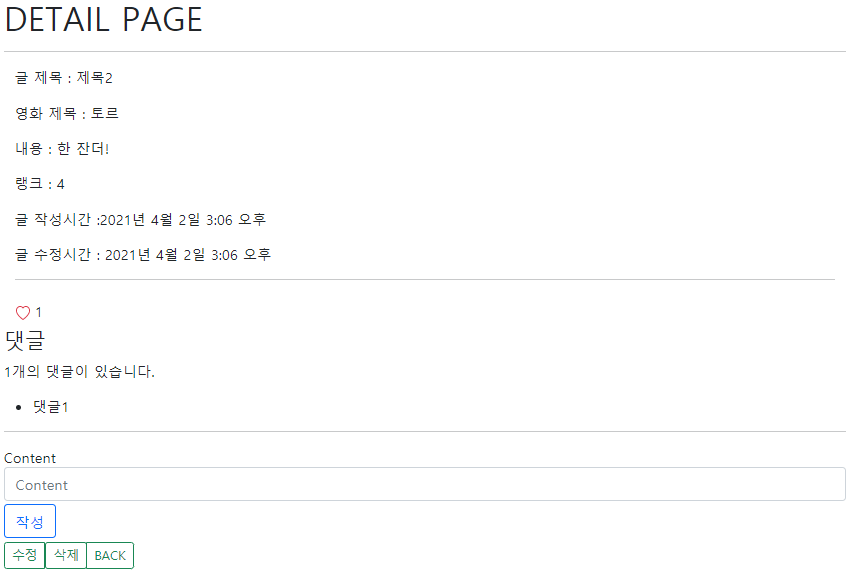 DETAIL PAGE
글 제목 : 제목2
영화 제목 : 토르
내용 : 한 잔더!
랭크 : 4
글 작성시간 :2021년 4월 2일 3:06 오후
글 수정시간 : 2021년 4월 2일 3:06 오후
1
댓글
1개의 댓글이 있습니다.
• 댓글1
Content
Content
작성
수정 삭제 BACK